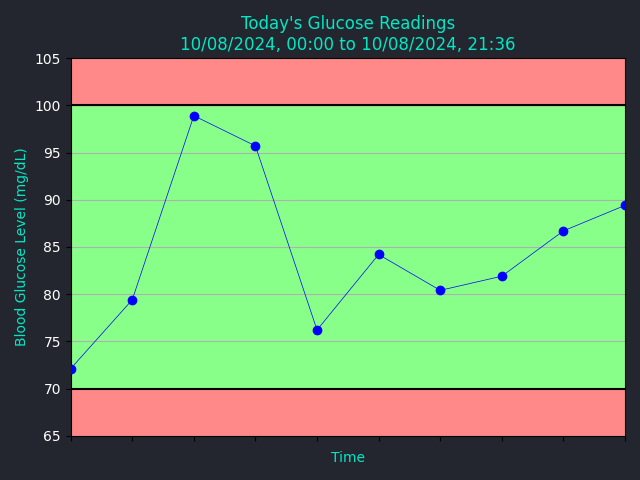 Today's Glucose Readings
10/08/2024, 00:00 to 10/08/2024, 21:36
105
100
95
90
85
80
75
70
65
Blood Glucose Level (mg/dL)
Time